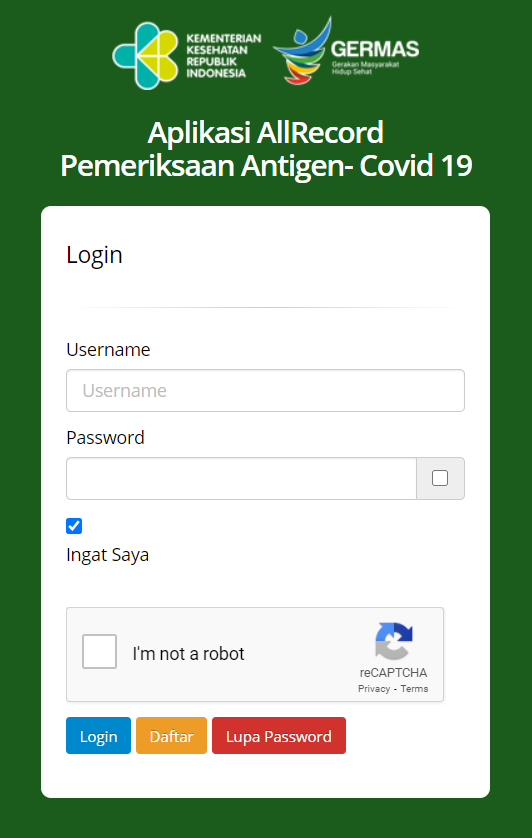 KEMENTERIAN
KESEHATAN
REPUBLIK
INDONESIA
GERMAS
Gerakan Masyarakat
Hidup Sehat
Aplikasi AllRecord
Pemeriksaan Antigen- Covid 19
Login
Username
Username
Password
Ingat Saya
I'm not a robot
reCAPTCHA
Privacy - Terms
Login Daftar Lupa Password